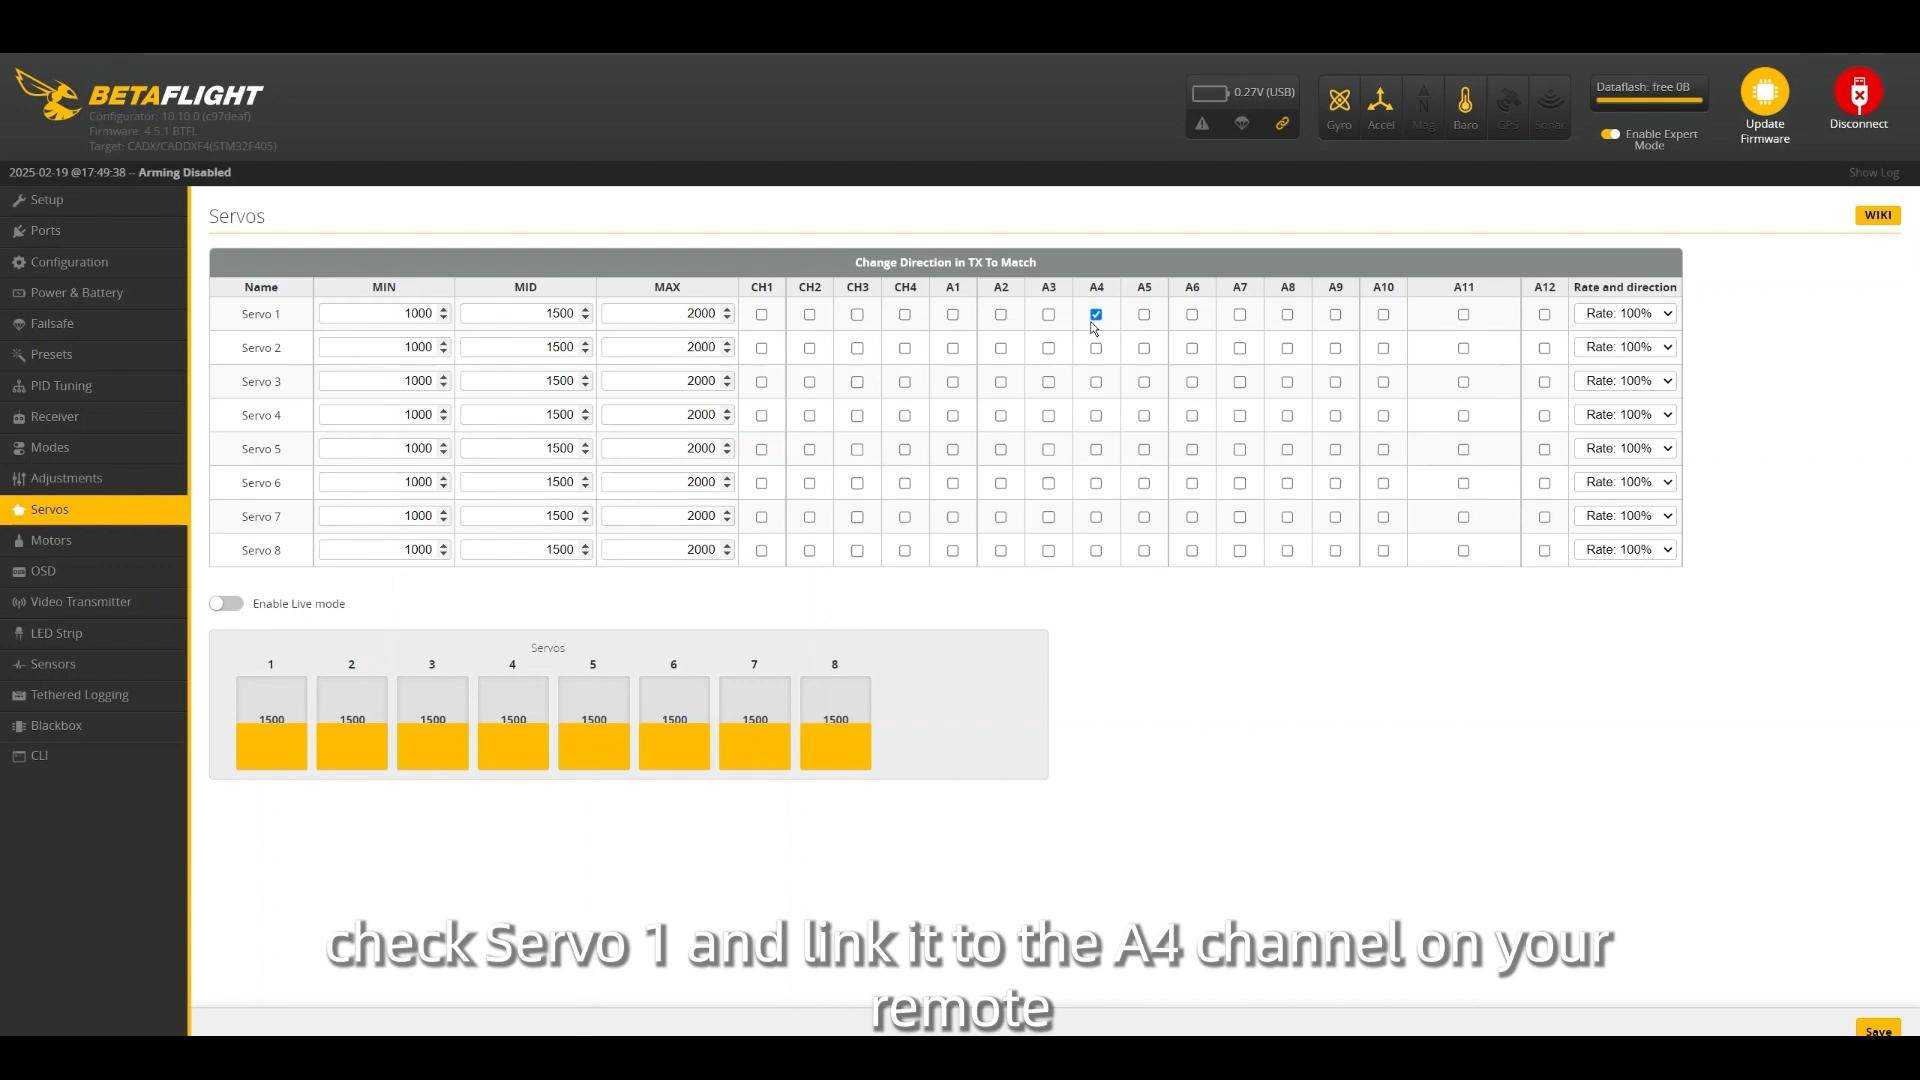 BETAFLIGHT
Configurator: 10.10.0 (c97deaf)
Firmware: 4.5.1 BTFL
Target: CADX/CADDXF4(STM32F405)
0.27V (USB)
Gyro Accel Mag Baro GPS Sonar
Dataflash: free 0B
Enable Expert Mode
Update Firmware
Disconnect
2025-02-19 @17:49:38 -- Arming Disabled
Show Log
Setup
Ports
Configuration
Power & Battery
Failsafe
Presets
PID Tuning
Receiver
Modes
Adjustments
Servos
Motors
OSD
Video Transmitter
LED Strip
Sensors
Tethered Logging
Blackbox
CLI
Servos
WIKI
Change Direction in TX To Match
Name MIN MID MAX CH1 CH2 CH3 CH4 A1 A2 A3 A4 A5 A6 A7 A8 A9 A10 A11 A12 Rate and direction
Servo 1 1000 1500 2000 Rate: 100%
Servo 2 1000 1500 2000 Rate: 100%
Servo 3 1000 1500 2000 Rate: 100%
Servo 4 1000 1500 2000 Rate: 100%
Servo 5 1000 1500 2000 Rate: 100%
Servo 6 1000 1500 2000 Rate: 100%
Servo 7 1000 1500 2000 Rate: 100%
Servo 8 1000 1500 2000 Rate: 100%
Enable Live mode
Servos
1 2 3 4 5 6 7 8
1500 1500 1500 1500 1500 1500 1500 1500
check Servo 1 and link it to the A4 channel on your
remote
Save